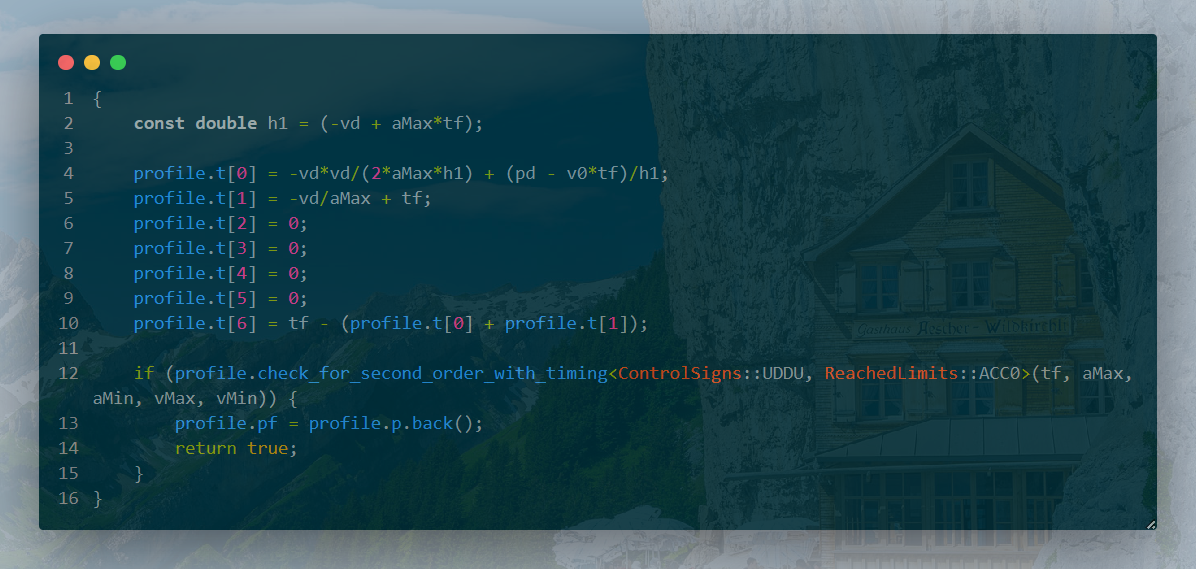 1 {
2     const double h1 = (-vd + aMax*tf);
3
4     profile.t[0] = -vd*vd/(2*aMax*h1) + (pd - v0*tf)/h1;
5     profile.t[1] = -vd/aMax + tf;
6     profile.t[2] = 0;
7     profile.t[3] = 0;
8     profile.t[4] = 0;
9     profile.t[5] = 0;
10     profile.t[6] = tf - (profile.t[0] + profile.t[1]);
11
12     if (profile.check_for_second_order_with_timing<ControlSigns::UDDU, ReachedLimits::ACC0>(tf, aMax,
aMin, vMax, vMin)) {
13         profile.pf = profile.p.back();
14         return true;
15     }
16 }
Gasthaus Aescher - Wildkirchli